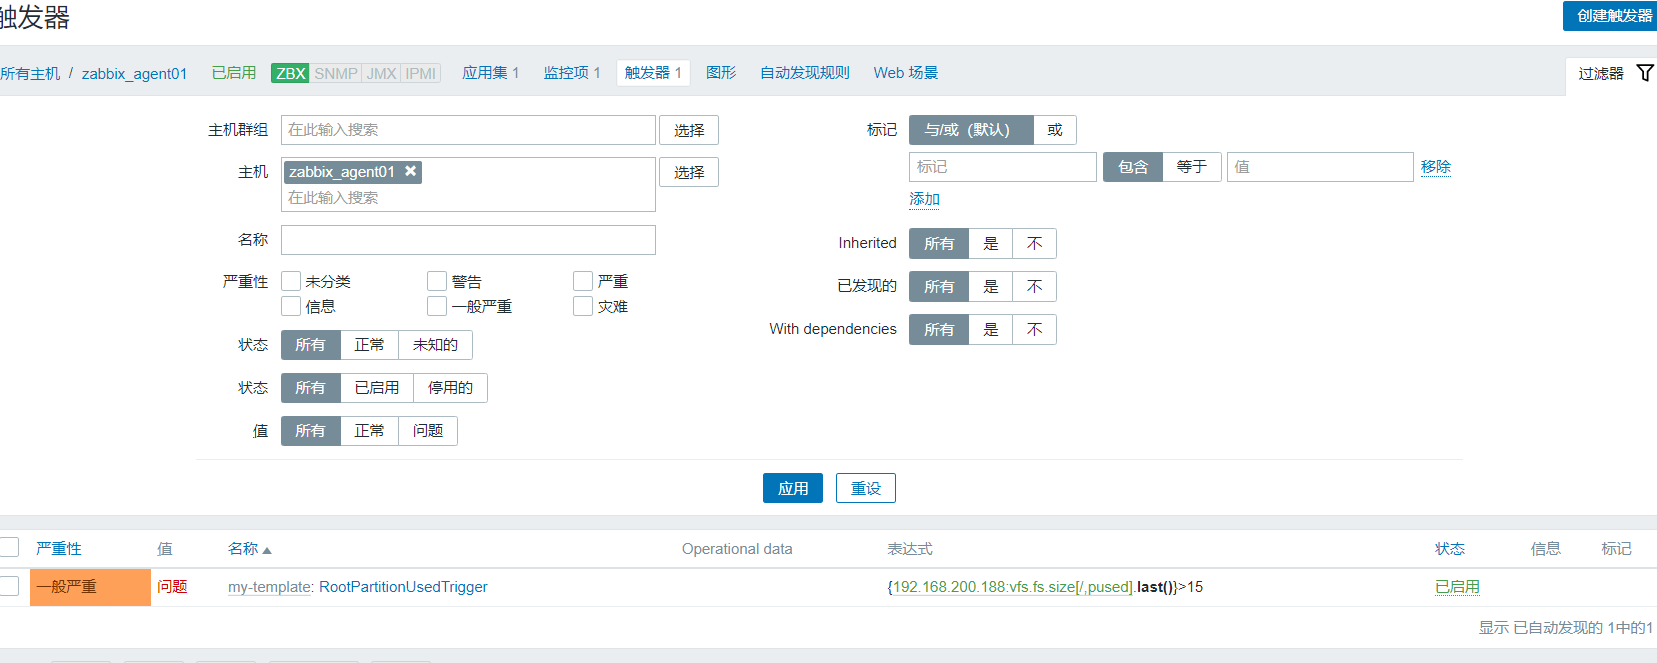 触发器
创建触发器
所有主机 / zabbix_agent01 已启用 ZBX SNMP JMX IPMI 应用集 1 监控项 1 触发器 1 图形 自动发现规则 Web 场景
过滤器
主机群组 在此输入搜索 选择
主机 zabbix_agent01 选择
在此输入搜索
名称
严重性 未分类 警告 严重
信息 一般严重 灾难
状态 所有 正常 未知的
状态 所有 已启用 停用的
值 所有 正常 问题
标记 与/或（默认） 或
标记 包含 等于 值 移除
添加
Inherited 所有 是 不
已发现的 所有 是 不
With dependencies 所有 是 不
应用 重设
严重性 值 名称 Operational data 表达式 状态 信息 标记
一般严重 问题 my-template: RootPartitionUsedTrigger {192.168.200.188:vfs.fs.size[/,pused].last()}>15 已启用
显示 已自动发现的 1中的1